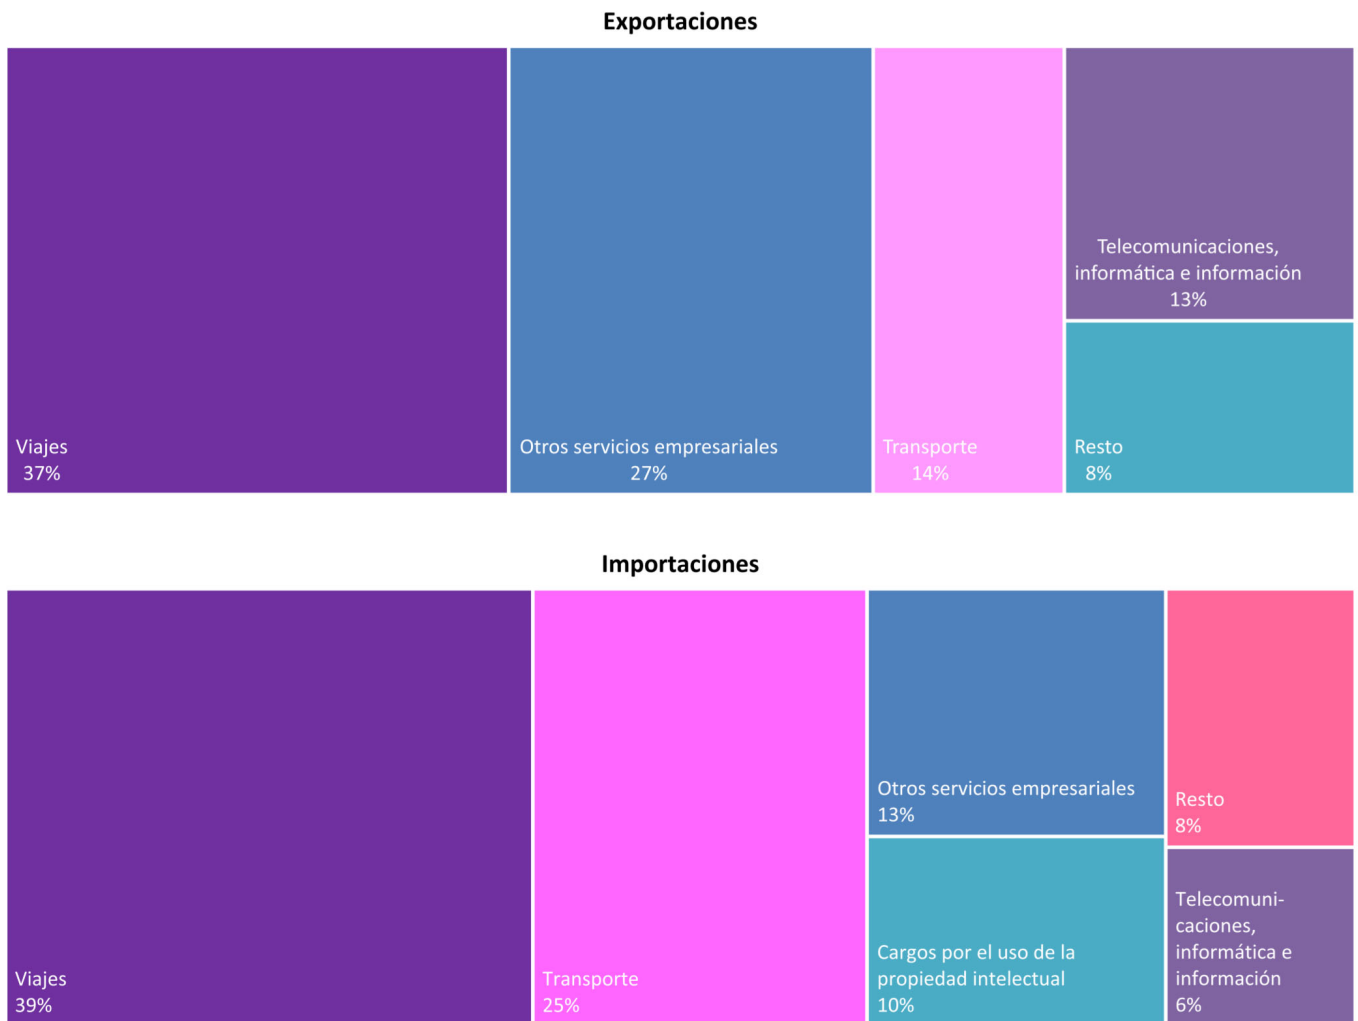 Exportaciones
Viajes
37%
Otros servicios empresariales
27%
Transporte
14%
Telecomunicaciones,
informática e información
13%
Resto
8%
Importaciones
Viajes
39%
Transporte
25%
Otros servicios empresariales
13%
Cargos por el uso de la
propiedad intelectual
10%
Resto
8%
Telecomuni-
caciones,
informática e
información
6%